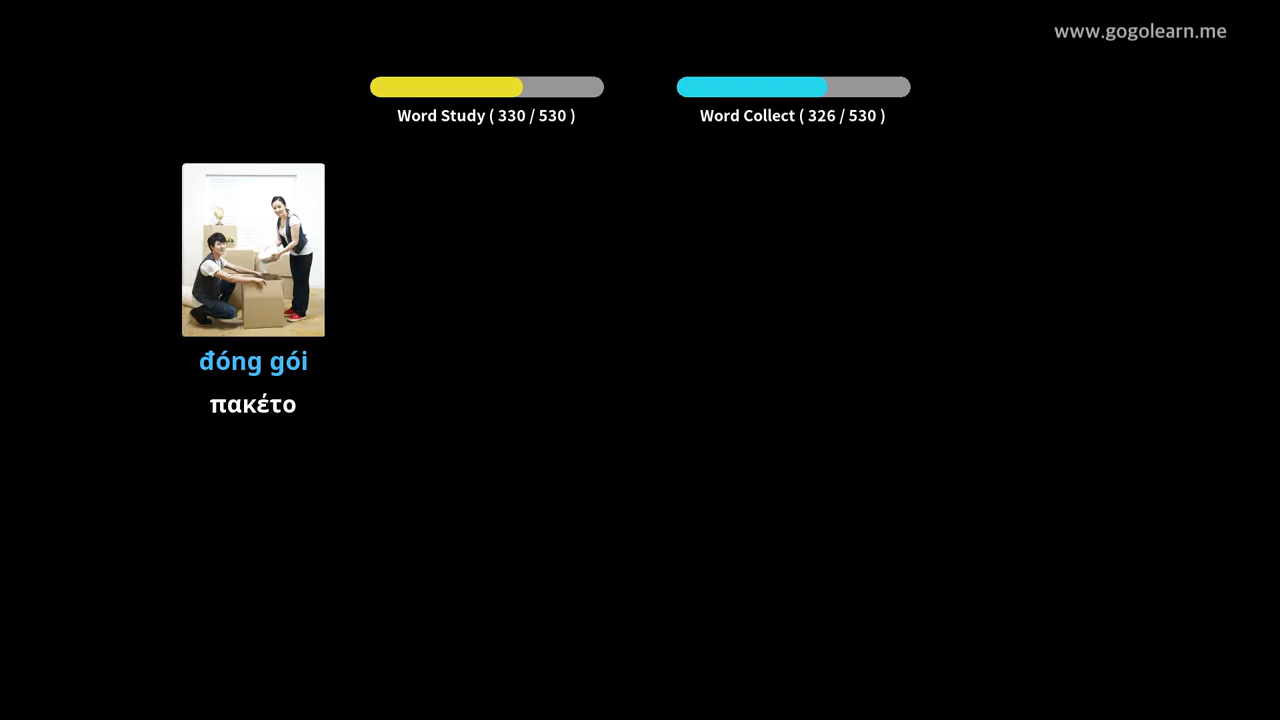 www.gogolearn.me
Word Study ( 330 / 530 )
Word Collect ( 326 / 530 )
đóng gói
πακέτο